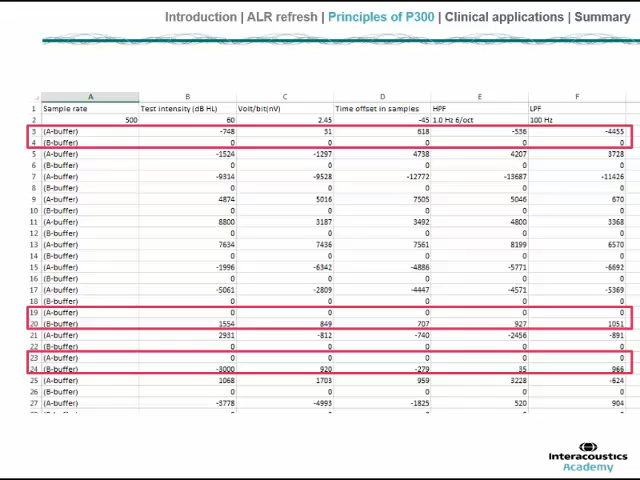 Introduction | ALR refresh | Principles of P300 | Clinical applications | Summary
A B C D E F
1 Sample rate Test intensity (dB HL) Volt/bit(nV) Time offset in samples HPF LPF
2 500 60 2.45 -45 1.0 Hz 6/oct 100 Hz
3 (A-buffer) -748 31 618 -536 -4455
4 (B-buffer) 0 0 0 0 0
5 (A-buffer) -1524 -1297 4738 4207 3728
6 (B-buffer) 0 0 0 0 0
7 (A-buffer) -9314 -9528 -12772 -13687 -11426
8 (B-buffer) 0 0 0 0 0
9 (A-buffer) 4874 5016 7505 5046 670
10 (B-buffer) 0 0 0 0 0
11 (A-buffer) 8800 3187 3492 4800 3368
12 (B-buffer) 0 0 0 0 0
13 (A-buffer) 7634 7436 7561 8199 6570
14 (B-buffer) 0 0 0 0 0
15 (A-buffer) -1996 -6342 -4886 -5771 -6692
16 (B-buffer) 0 0 0 0 0
17 (A-buffer) -5061 -2809 -4447 -4571 -5369
18 (B-buffer) 0 0 0 0 0
19 (A-buffer) 0 0 0 0 0
20 (B-buffer) 1554 849 707 927 1051
21 (A-buffer) 2931 -812 -740 -2456 -891
22 (B-buffer) 0 0 0 0 0
23 (A-buffer) 0 0 0 0 0
24 (B-buffer) -3000 920 -279 35 966
25 (A-buffer) 1068 1703 959 3228 -624
26 (B-buffer) 0 0 0 0 0
27 (A-buffer) -3778 -4993 -1825 520 904
Interacoustics
Academy